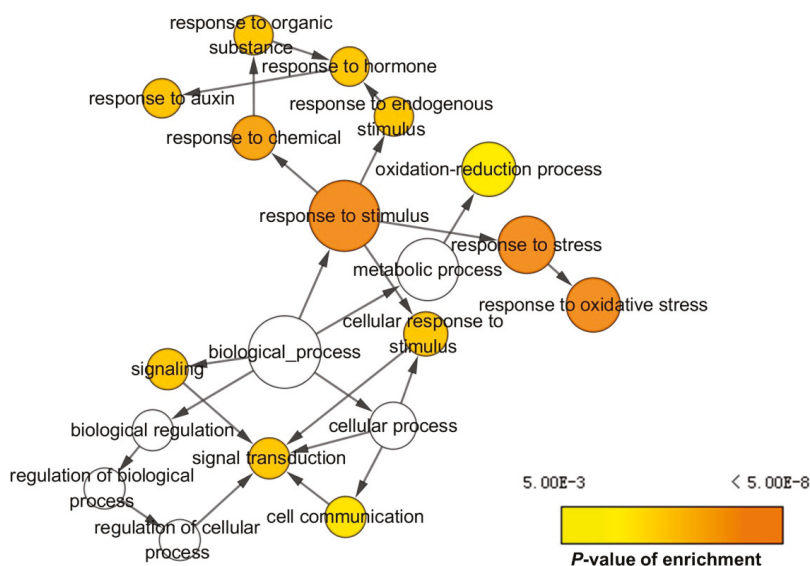 response to organic
substance
response to hormone
response to auxin
response to endogenous
stimulus
response to chemical
oxidation-reduction process
response to stimulus
response to stress
metabolic process
response to oxidative stress
cellular response to
stimulus
biological_process
signaling
biological regulation
cellular process
signal transduction
regulation of biological
process
cell communication
regulation of cellular
process
5.00E-3
< 5.00E-8
P-value of enrichment